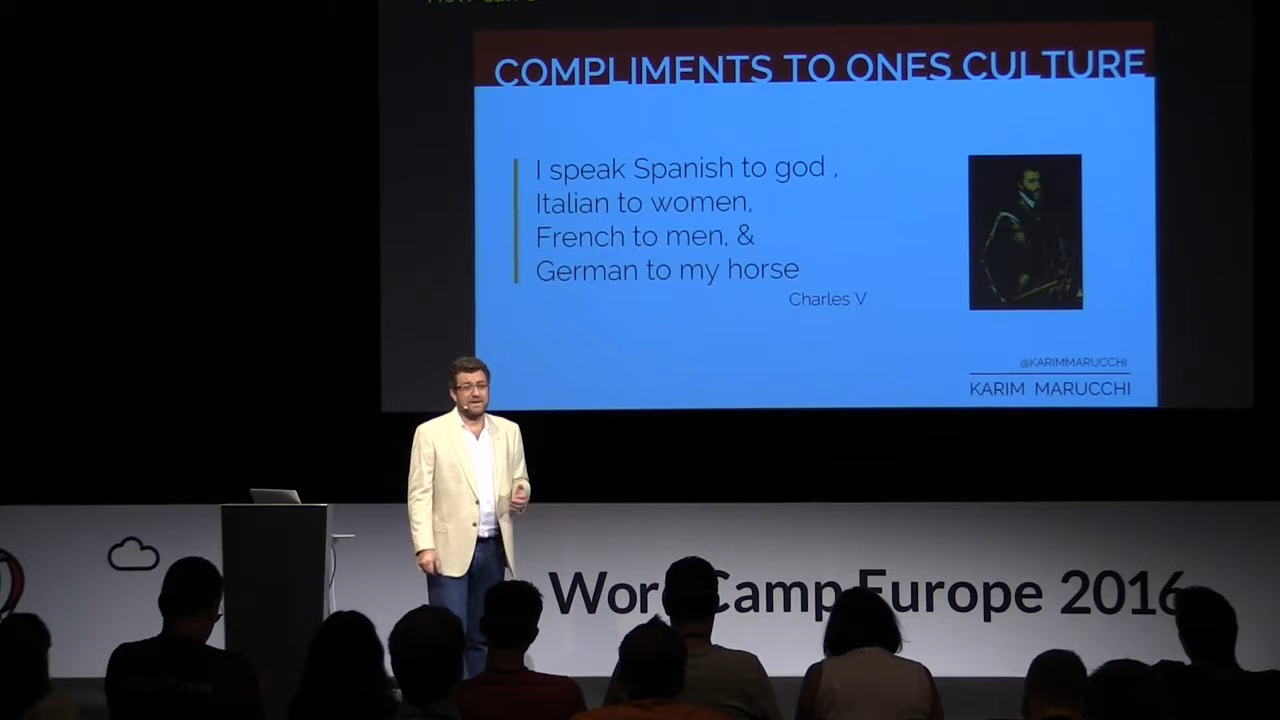 COMPLIMENTS TO ONES CULTURE
I speak Spanish to god ,
Italian to women,
French to men, &
German to my horse
Charles V
@KARIMMARUCCHI
KARIM MARUCCHI
WordCamp Europe 2016